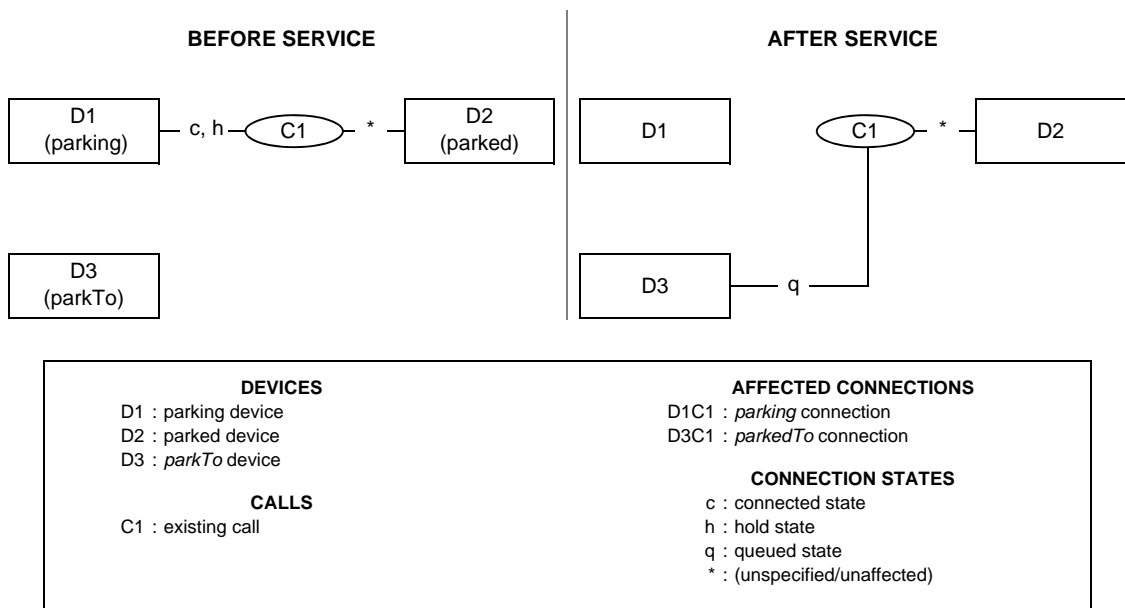 BEFORE SERVICE
D1
(parking)
c, h
C1
*
D2
(parked)
D3
(parkTo)
AFTER SERVICE
D1
C1
*
D2
D3
q
DEVICES
D1 : parking device
D2 : parked device
D3 : parkTo device
CALLS
C1 : existing call
AFFECTED CONNECTIONS
D1C1 : parking connection
D3C1 : parkedTo connection
CONNECTION STATES
c : connected state
h : hold state
q : queued state
* : (unspecified/unaffected)